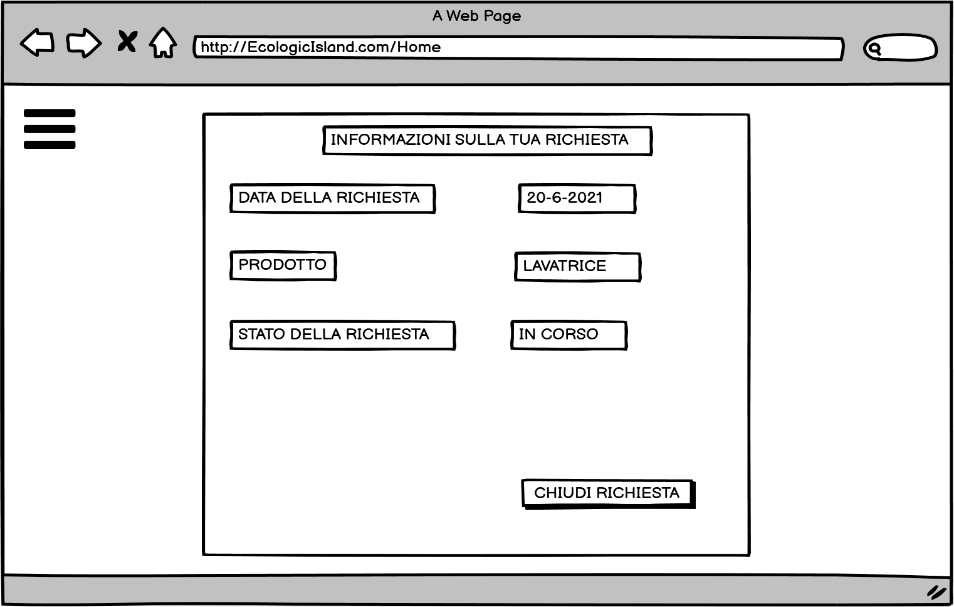 A Web Page
http://EcologicIsland.com/Home
INFORMAZIONI SULLA TUA RICHIESTA
DATA DELLA RICHIESTA 20-6-2021
PRODOTTO LAVATRICE
STATO DELLA RICHIESTA IN CORSO
CHIUDI RICHIESTA